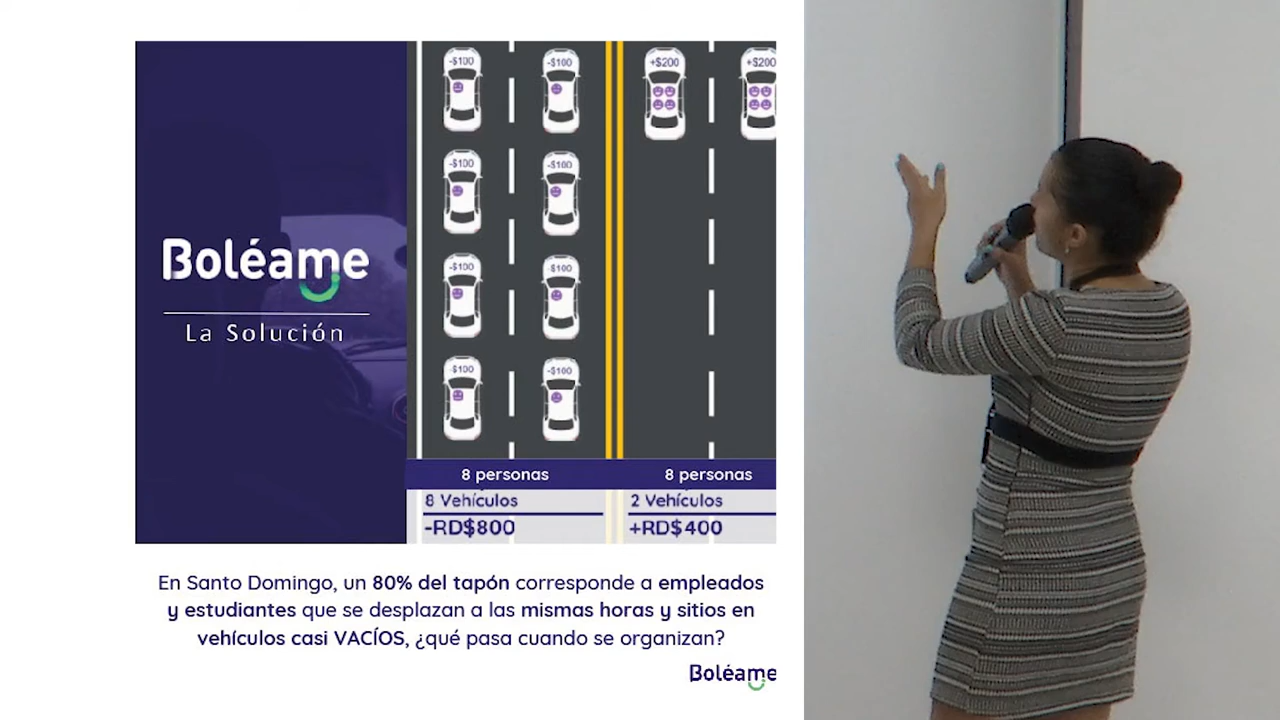 -$100 -$100 +$200 +$200
-$100 -$100
-$100 -$100
-$100 -$100
Boléame
La Solución
8 personas 8 personas
8 Vehículos 2 Vehículos
-RD$800 +RD$400
En Santo Domingo, un 80% del tapón corresponde a empleados
y estudiantes que se desplazan a las mismas horas y sitios en
vehículos casi VACÍOS, ¿qué pasa cuando se organizan?
Boléame